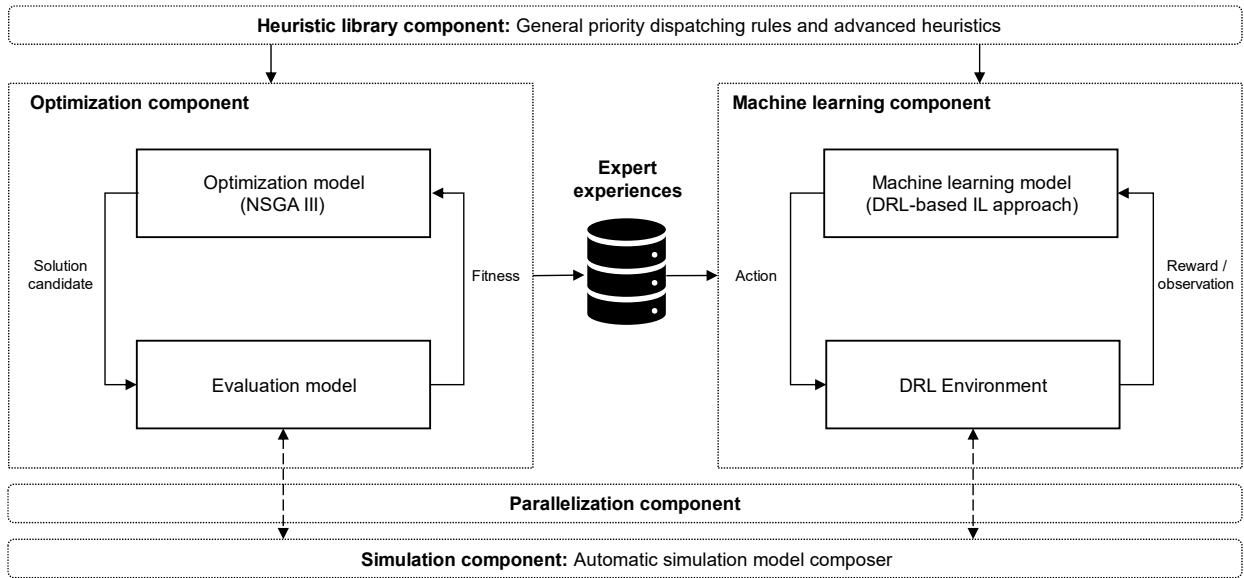 Heuristic library component: General priority dispatching rules and advanced heuristics
Optimization component
Optimization model
(NSGA III)
Solution
candidate
Fitness
Evaluation model
Expert
experiences
Machine learning component
Machine learning model
(DRL-based IL approach)
Action
Reward /
observation
DRL Environment
Parallelization component
Simulation component: Automatic simulation model composer